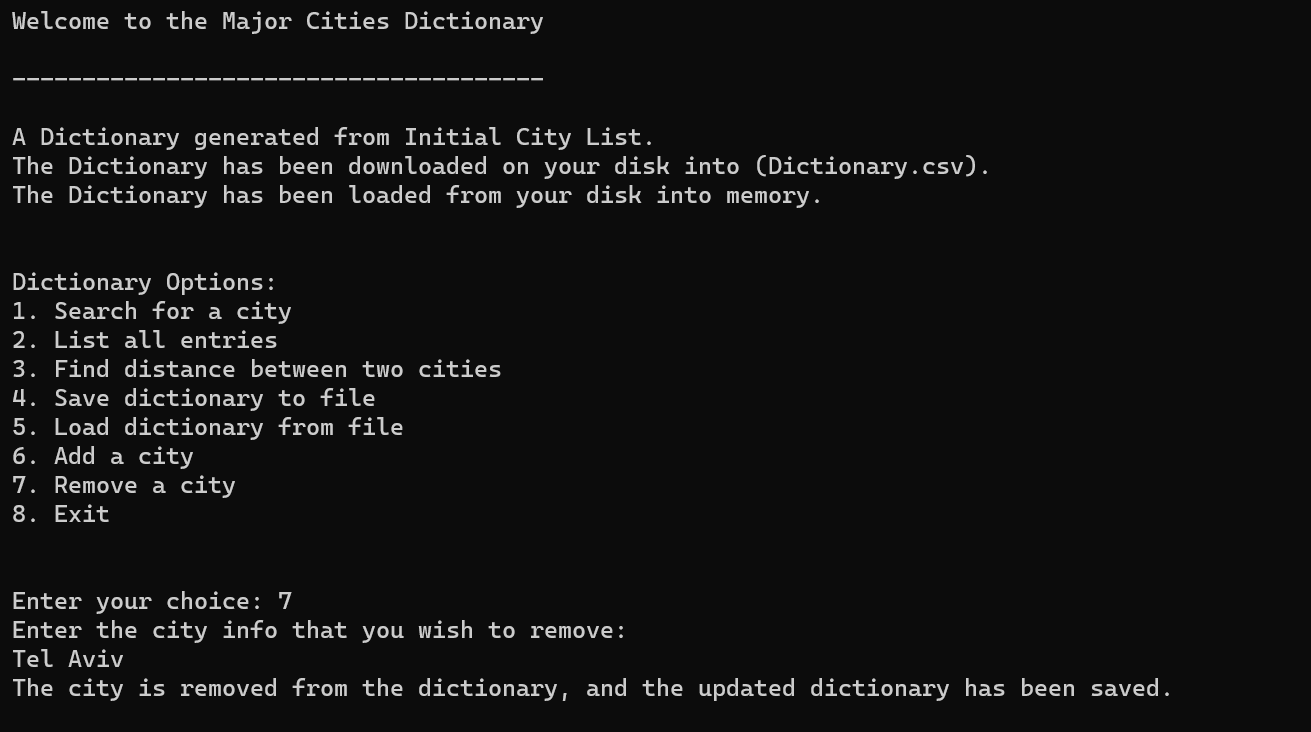 Welcome to the Major Cities Dictionary
--------------------------------------
A Dictionary generated from Initial City List.
The Dictionary has been downloaded on your disk into (Dictionary.csv).
The Dictionary has been loaded from your disk into memory.
Dictionary Options:
1. Search for a city
2. List all entries
3. Find distance between two cities
4. Save dictionary to file
5. Load dictionary from file
6. Add a city
7. Remove a city
8. Exit
Enter your choice: 7
Enter the city info that you wish to remove:
Tel Aviv
The city is removed from the dictionary, and the updated dictionary has been saved.